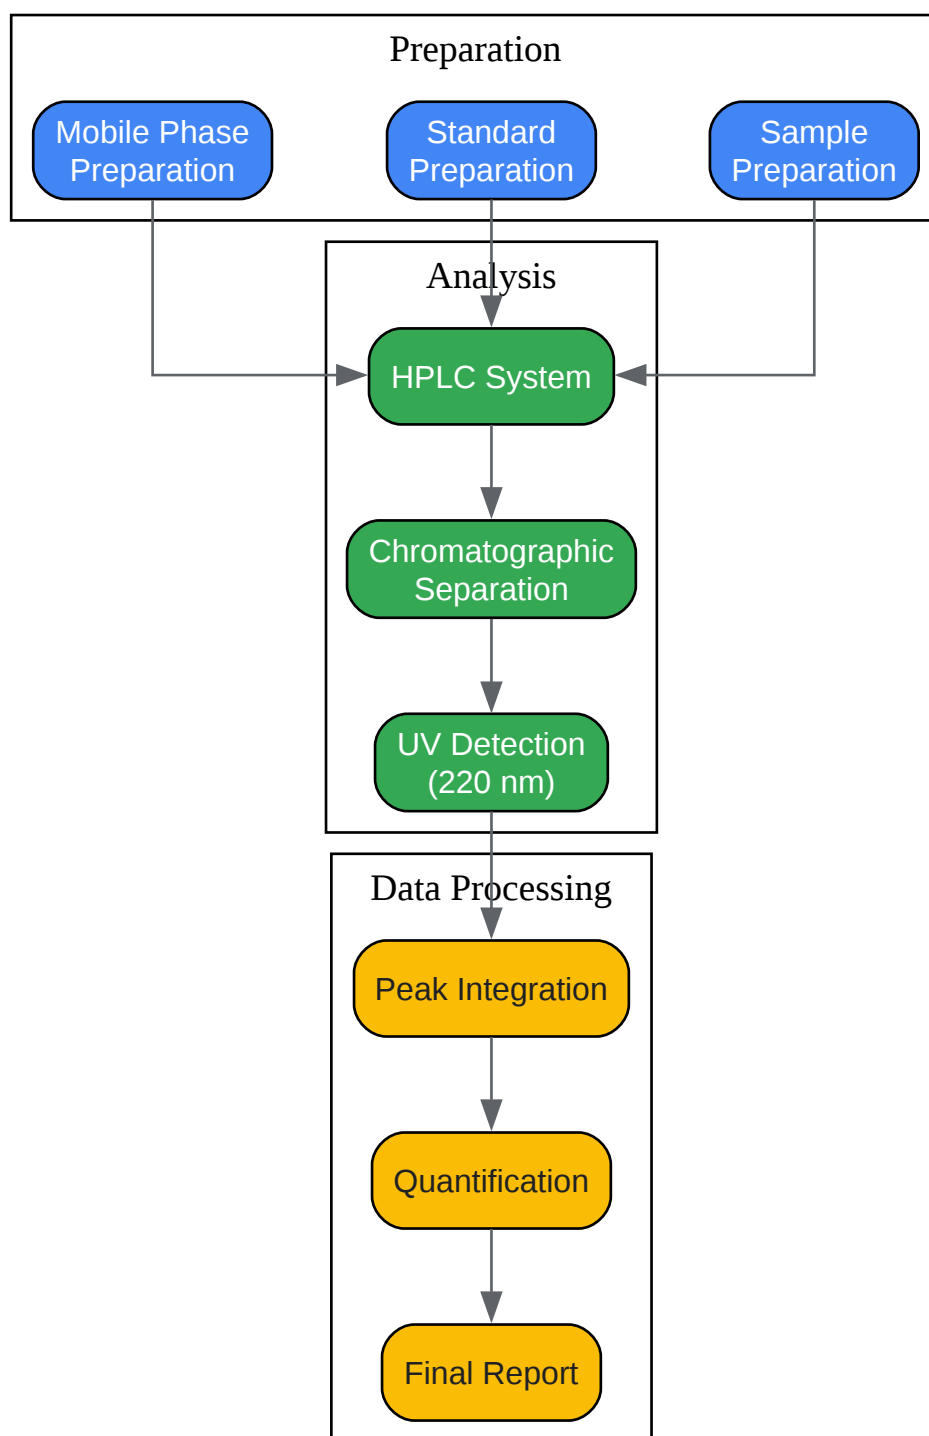 Preparation
Mobile Phase
Preparation
Standard
Preparation
Sample
Preparation
Analysis
HPLC System
Chromatographic
Separation
UV Detection
(220 nm)
Data Processing
Peak Integration
Quantification
Final Report